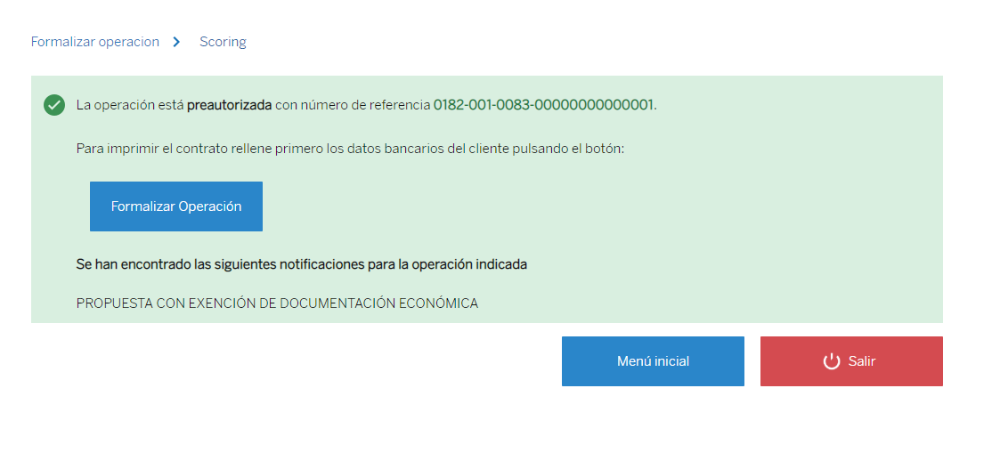 Formalizar operacion > Scoring
La operación está preautorizada con número de referencia 0182-001-0083-00000000000001.
Para imprimir el contrato rellene primero los datos bancarios del cliente pulsando el botón:
Formalizar Operación
Se han encontrado las siguientes notificaciones para la operación indicada
PROPUESTA CON EXENCIÓN DE DOCUMENTACIÓN ECONÓMICA
Menú inicial Salir